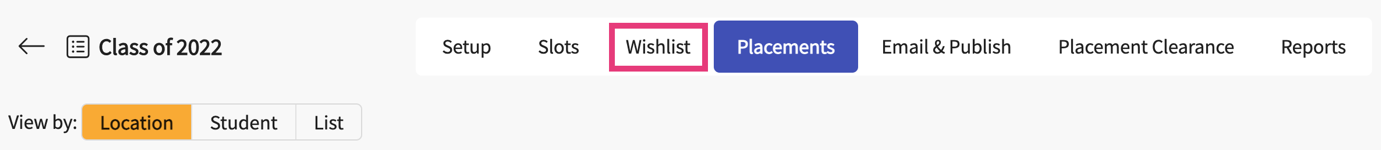 Class of 2022 Setup Slots Wishlist Placements Email & Publish Placement Clearance Reports
View by: Location Student List